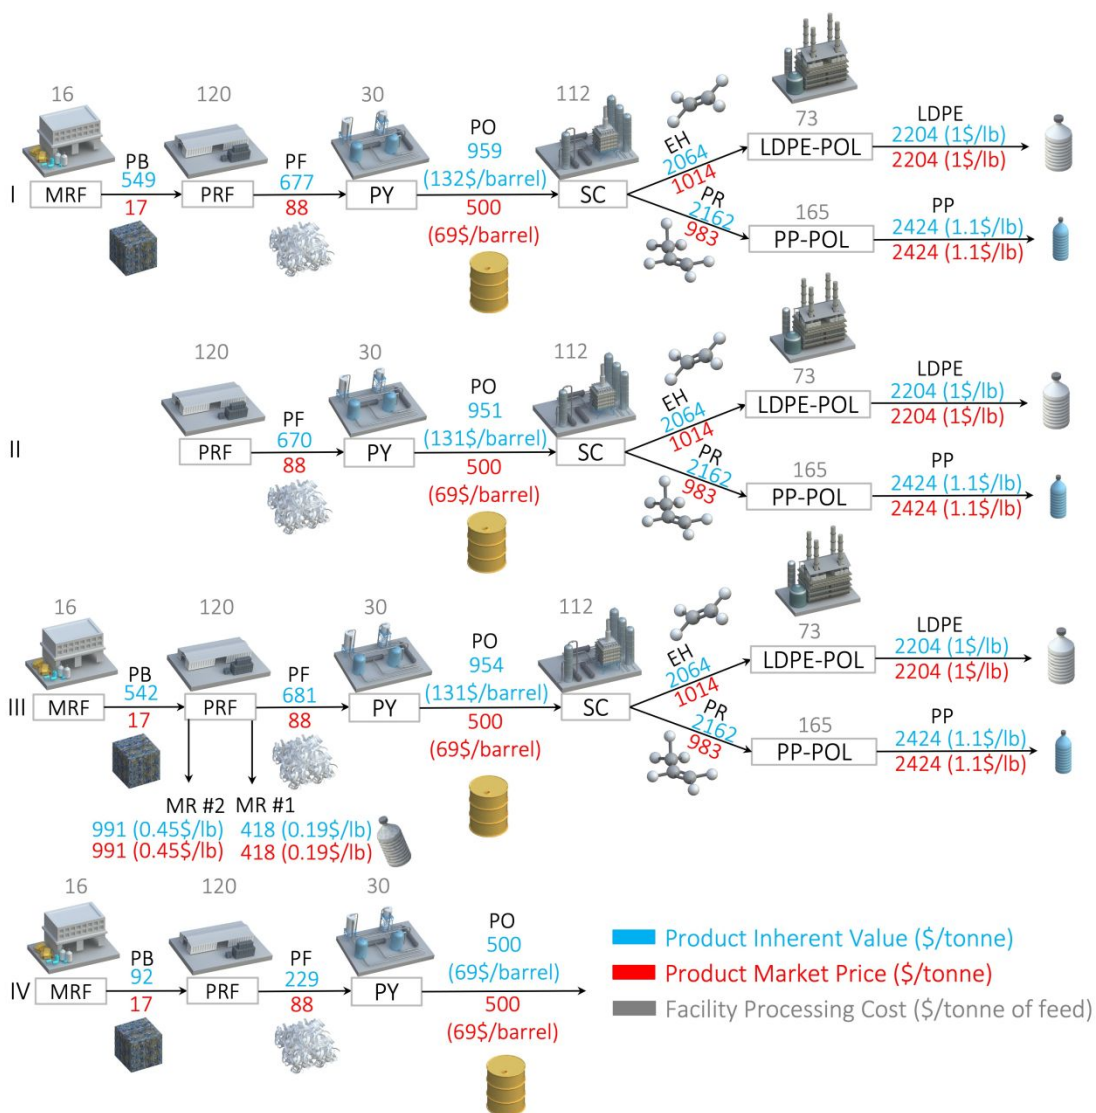 16 120 30 112 73 LDPE
PB PF PO EH 2204 (1$/lb)
549 677 959 2064 LDPE-POL 2204 (1$/lb)
I MRF 17 PRF 88 PY (132$/barrel) SC 1014
500 PR 165 PP
(69$/barrel) 2162 PP-POL 2424 (1.1$/lb)
983 2424 (1.1$/lb)
120 30 112 73 LDPE
PF PO EH 2204 (1$/lb)
670 951 2064 LDPE-POL 2204 (1$/lb)
II PRF 88 PY (131$/barrel) SC 1014
500 PR 165 PP
(69$/barrel) 2162 PP-POL 2424 (1.1$/lb)
983 2424 (1.1$/lb)
16 120 30 112 73 LDPE
PB PF PO EH 2204 (1$/lb)
542 681 954 2064 LDPE-POL 2204 (1$/lb)
III MRF 17 PRF 88 PY (131$/barrel) SC 1014
500 PR 165 PP
(69$/barrel) 2162 PP-POL 2424 (1.1$/lb)
983 2424 (1.1$/lb)
MR #2 MR #1
991 (0.45$/lb) 418 (0.19$/lb)
991 (0.45$/lb) 418 (0.19$/lb)
16 120 30
PB PF PO
92 229 500
IV MRF 17 PRF 88 PY (69$/barrel)
500
(69$/barrel)
Product Inherent Value ($/tonne)
Product Market Price ($/tonne)
Facility Processing Cost ($/tonne of feed)